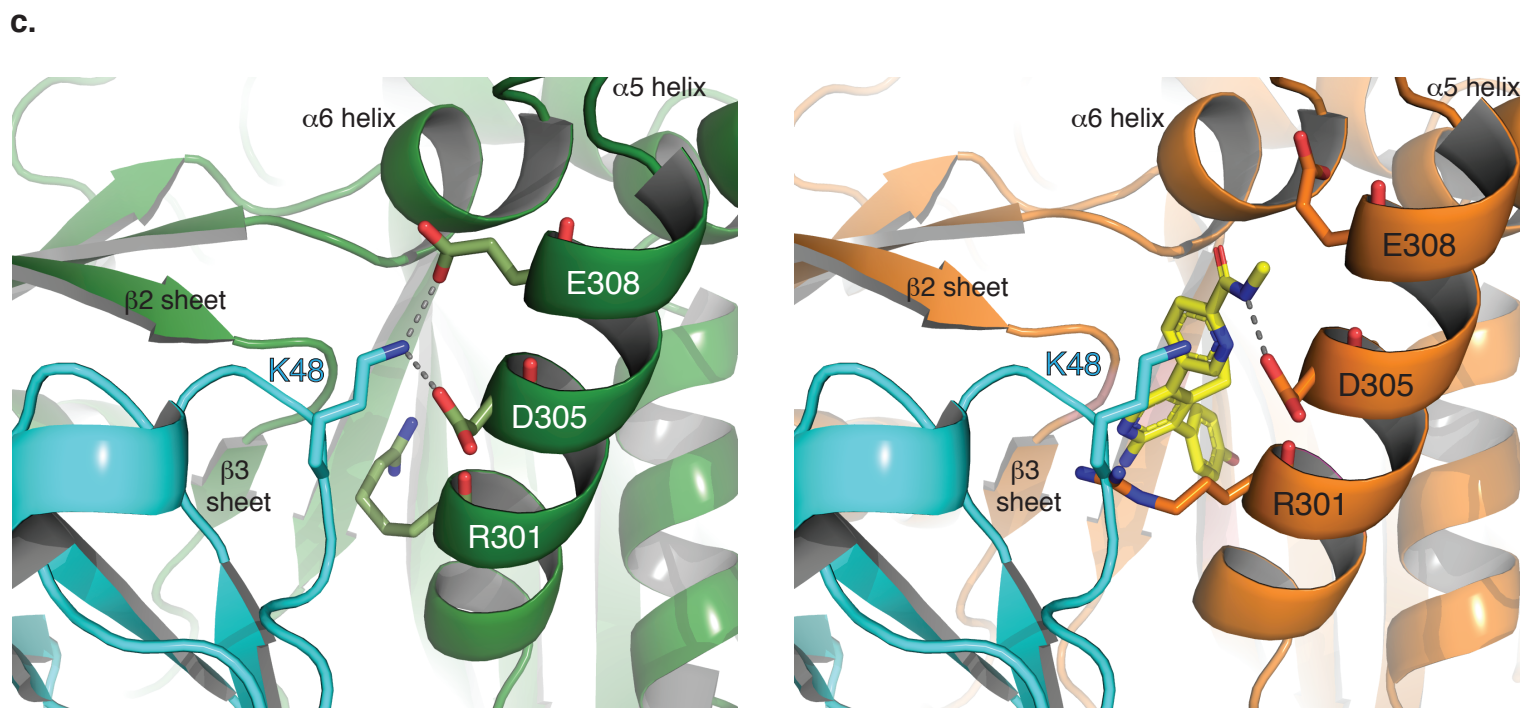 c.
α5 helix
α6 helix
E308
β2 sheet
K48
D305
β3
sheet
R301
α5 helix
α6 helix
E308
β2 sheet
K48
D305
β3
sheet
R301